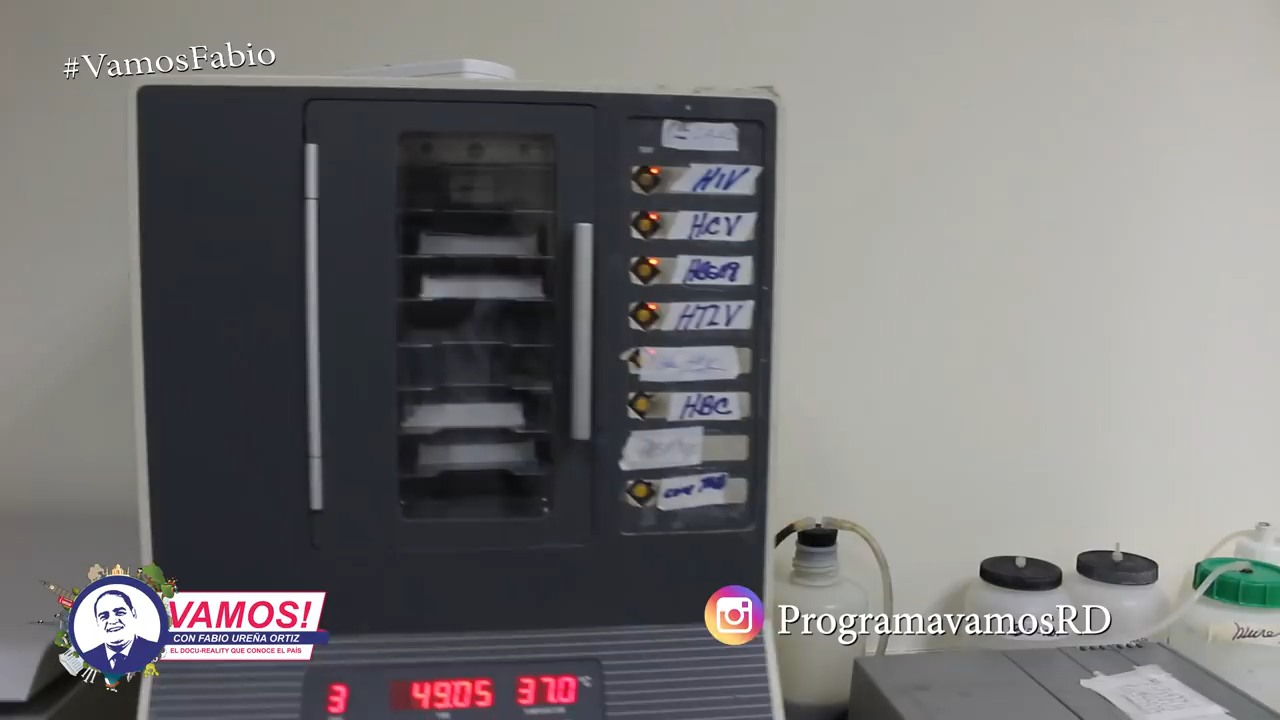 #VamosFabio
HIV
HCV
HBsAg
HTLV
HBC
core
VAMOS!
CON FABIO UREÑA ORTIZ
EL DOCU-REALITY QUE CONOCE EL PAÍS
ProgramavamosRD
3 49.05 37.0 °C